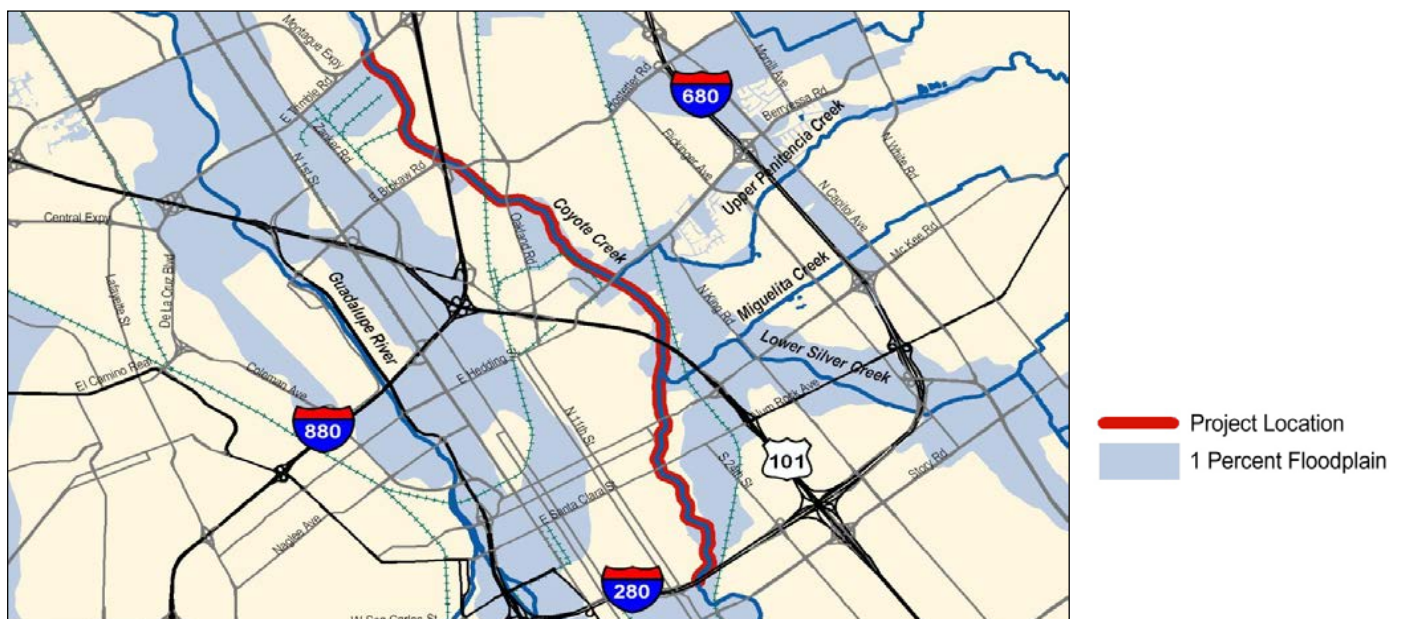 Montague Expy
E Trimble Rd
Zanker Rd
N 1st St
E Brokaw Rd
Hostetter Rd
680
Morrill Ave
Berryessa Rd
Flickinger Ave
Upper Penitencia Creek
W White Rd
N Capitol Ave
Mc Kee Rd
Central Expy
Lafayette St
De La Cruz Blvd
Guadalupe River
Oakland Rd
Coyote Creek
N King Rd
Miguelita Creek
Lower Silver Creek
El Camino Real
Coleman Ave
E Hedding St
880
N 11th St
Alum Rock Ave
101
S 24th St
Story Rd
E Santa Clara St
Naglee Ave
280
W San Carlos St
Project Location
1 Percent Floodplain